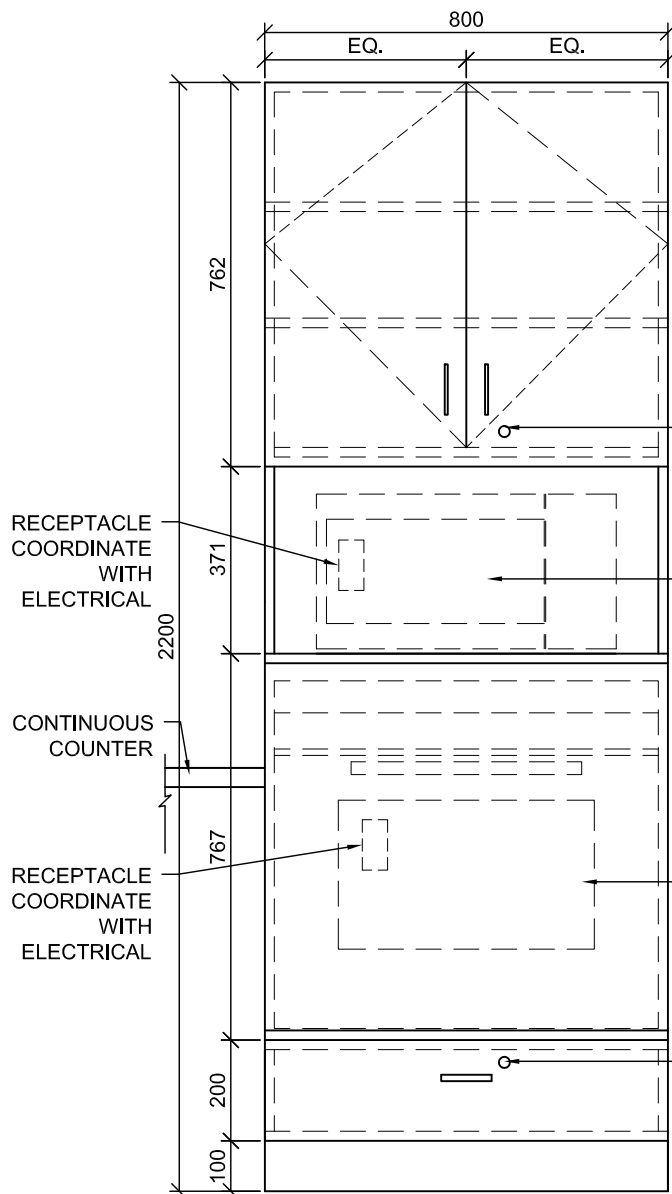 800
EQ.
EQ.
762
RECEPTACLE
COORDINATE
WITH
ELECTRICAL
371
2200
CONTINUOUS
COUNTER
767
RECEPTACLE
COORDINATE
WITH
ELECTRICAL
200
100